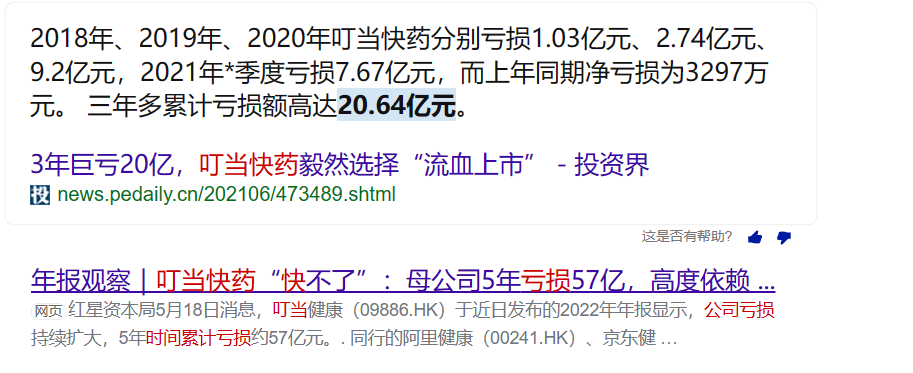 2018年、2019年、2020年叮当快药分别亏损1.03亿元、2.74亿元、
9.2亿元，2021年*季度亏损7.67亿元，而上年同期净亏损为3297万
元。 三年多累计亏损额高达20.64亿元。
3年巨亏20亿，叮当快药毅然选择“流血上市” - 投资界
投 news.pedaily.cn/202106/473489.shtml
这是否有帮助?
年报观察 | 叮当快药“快不了”：母公司5年亏损57亿，高度依赖 ...
网页 红星资本局5月18日消息，叮当健康（09886.HK）于近日发布的2022年年报显示，公司亏损
持续扩大，5年时间累计亏损约57亿元。. 同行的阿里健康（00241.HK）、京东健 …